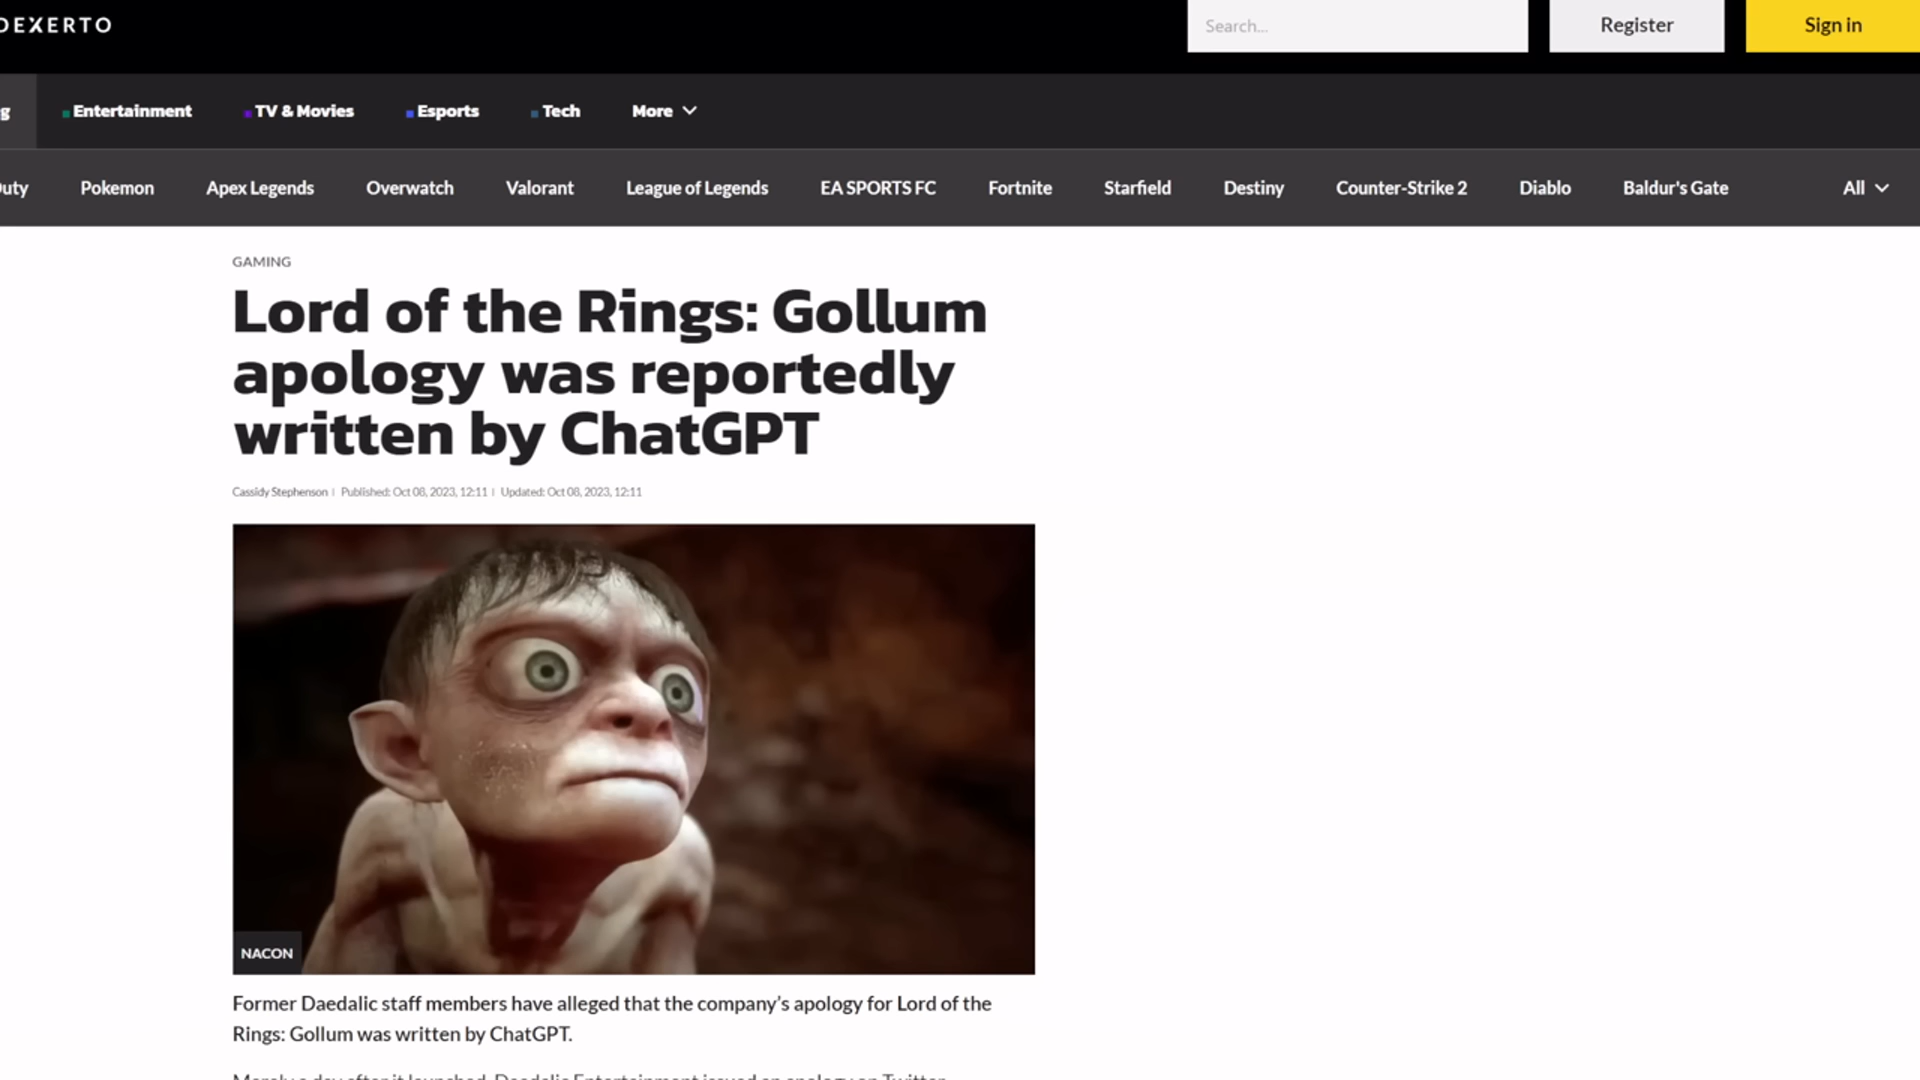 DEXERTO
Search...
Register
Sign in
Entertainment
TV & Movies
Esports
Tech
More
Pokemon
Apex Legends
Overwatch
Valorant
League of Legends
EA SPORTS FC
Fortnite
Starfield
Destiny
Counter-Strike 2
Diablo
Baldur's Gate
All
GAMING
Lord of the Rings: Gollum
apology was reportedly
written by ChatGPT
Cassidy Stephenson | Published: Oct 08, 2023, 12:11 | Updated: Oct 08, 2023, 12:11
NACON
Former Daedalic staff members have alleged that the company's apology for Lord of the
Rings: Gollum was written by ChatGPT.